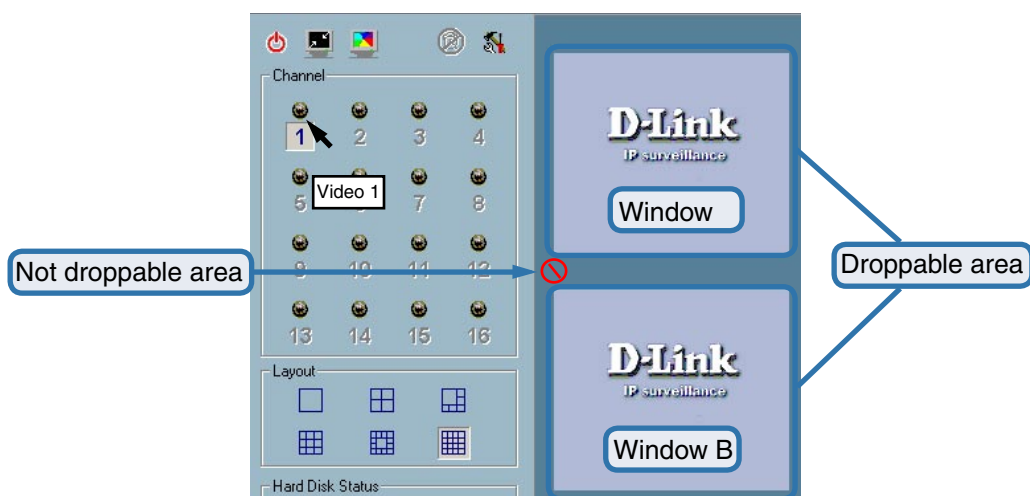 Channel
1 2 3 4
Video 1
5 6 7 8
9 10 11 12
13 14 15 16
Layout
Hard Disk Status
D-Link
IP surveillance
Window
Not droppable area
Droppable area
D-Link
IP surveillance
Window B